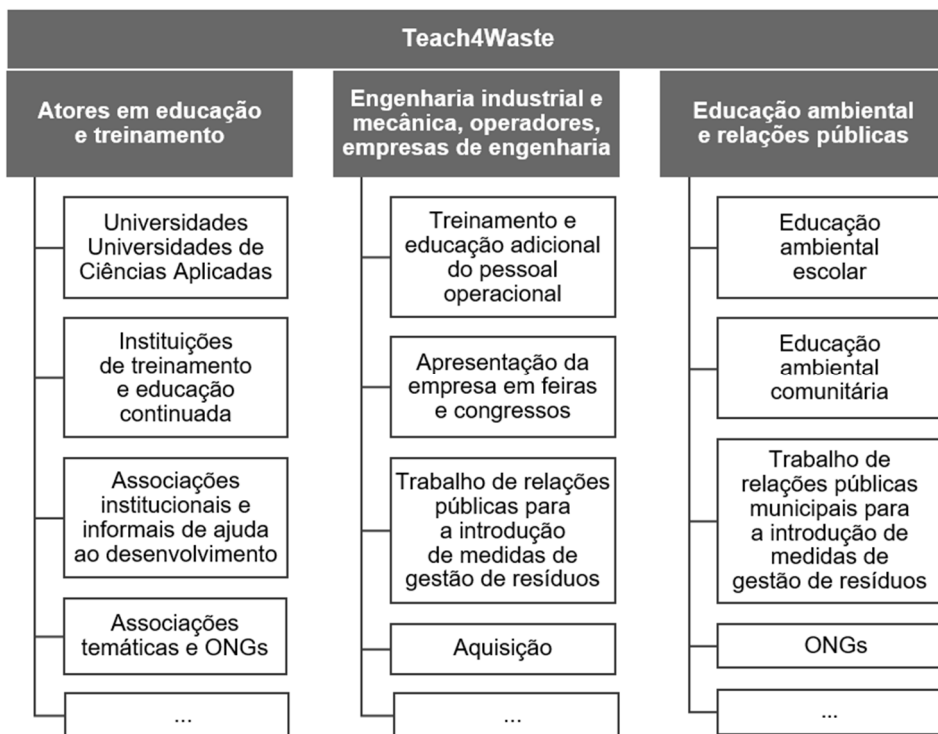 Teach4Waste
Atores em educação
e treinamento
Universidades
Universidades de
Ciências Aplicadas
Instituições
de treinamento
e educação
continuada
Associações
institucionais e
informais de ajuda
ao desenvolvimento
Associações
temáticas e ONGs
...
Engenharia industrial e
mecânica, operadores,
empresas de engenharia
Treinamento e
educação adicional
do pessoal
operacional
Apresentação da
empresa em feiras
e congressos
Trabalho de relações
públicas para
a introdução
de medidas de
gestão de resíduos
Aquisição
...
Educação ambiental
e relações públicas
Educação
ambiental
escolar
Educação
ambiental
comunitária
Trabalho de
relações públicas
municipais para
a introdução de
medidas de
gestão de resíduos
ONGs
...